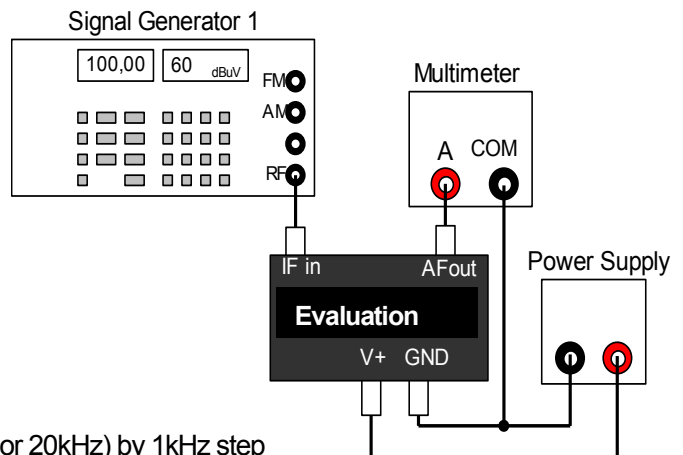 Signal Generator 1
100,00
60 dBuV
FM
AM
RF
Multimeter
A
COM
IF in
AFout
Evaluation
V+
GND
Power Supply
or 20kHz) by 1kHz step